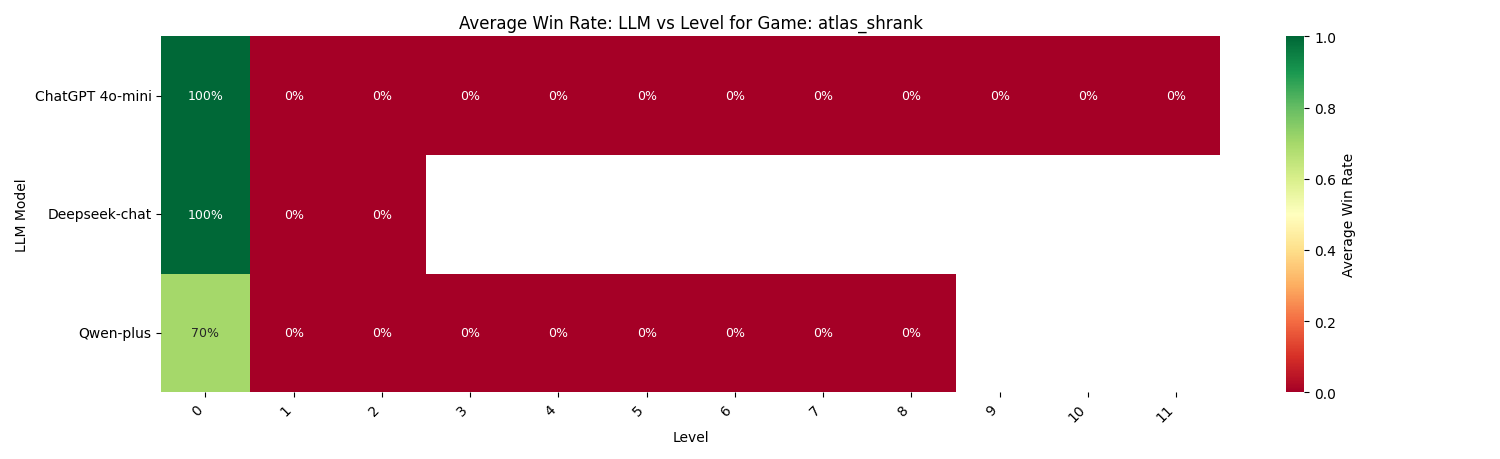 Average Win Rate: LLM vs Level for Game: atlas_shrank
LLM Model
ChatGPT 4o-mini 100% 0% 0% 0% 0% 0% 0% 0% 0% 0% 0% 0%
Deepseek-chat 100% 0% 0%
Qwen-plus 70% 0% 0% 0% 0% 0% 0% 0% 0%
0 1 2 3 4 5 6 7 8 9 10 11
Level
1.0
0.8
0.6
0.4
0.2
0.0
Average Win Rate